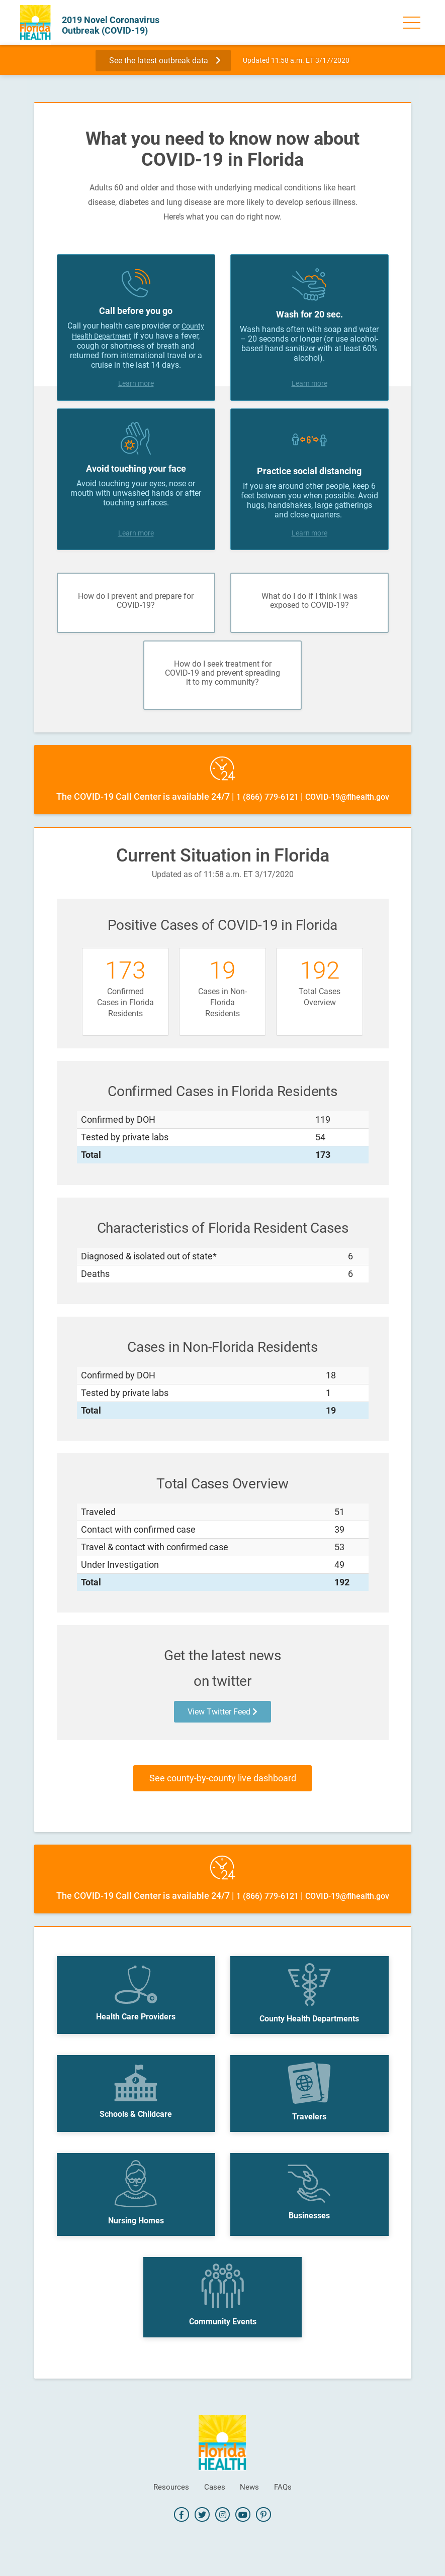 Florida
HEALTH
2019 Novel Coronavirus
Outbreak (COVID-19)
See the latest outbreak data
Updated 11:58 a.m. ET 3/17/2020
What you need to know now about
COVID-19 in Florida
Adults 60 and older and those with underlying medical conditions like heart
disease, diabetes and lung disease are more likely to develop serious illness.
Here's what you can do right now.
Call before you go
Call your health care provider or County
Health Department if you have a fever,
cough or shortness of breath and
returned from international travel or a
cruise in the last 14 days.
Learn more
Wash for 20 sec.
Wash hands often with soap and water
– 20 seconds or longer (or use alcohol-
based hand sanitizer with at least 60%
alcohol).
Learn more
Avoid touching your face
Avoid touching your eyes, nose or
mouth with unwashed hands or after
touching surfaces.
Learn more
6'
Practice social distancing
If you are around other people, keep 6
feet between you when possible. Avoid
hugs, handshakes, large gatherings
and close quarters.
Learn more
How do I prevent and prepare for
COVID-19?
What do I do if I think I was
exposed to COVID-19?
How do I seek treatment for
COVID-19 and prevent spreading
it to my community?
24
The COVID-19 Call Center is available 24/7 | 1 (866) 779-6121 | COVID-19@flhealth.gov
Current Situation in Florida
Updated as of 11:58 a.m. ET 3/17/2020
Positive Cases of COVID-19 in Florida
173
Confirmed
Cases in Florida
Residents
19
Cases in Non-
Florida
Residents
192
Total Cases
Overview
Confirmed Cases in Florida Residents
Confirmed by DOH 119
Tested by private labs 54
Total 173
Characteristics of Florida Resident Cases
Diagnosed & isolated out of state* 6
Deaths 6
Cases in Non-Florida Residents
Confirmed by DOH 18
Tested by private labs 1
Total 19
Total Cases Overview
Traveled 51
Contact with confirmed case 39
Travel & contact with confirmed case 53
Under Investigation 49
Total 192
Get the latest news
on twitter
View Twitter Feed
See county-by-county live dashboard
24
The COVID-19 Call Center is available 24/7 | 1 (866) 779-6121 | COVID-19@flhealth.gov
Health Care Providers
County Health Departments
Schools & Childcare
Travelers
Nursing Homes
Businesses
Community Events
Florida
HEALTH
Resources Cases News FAQs